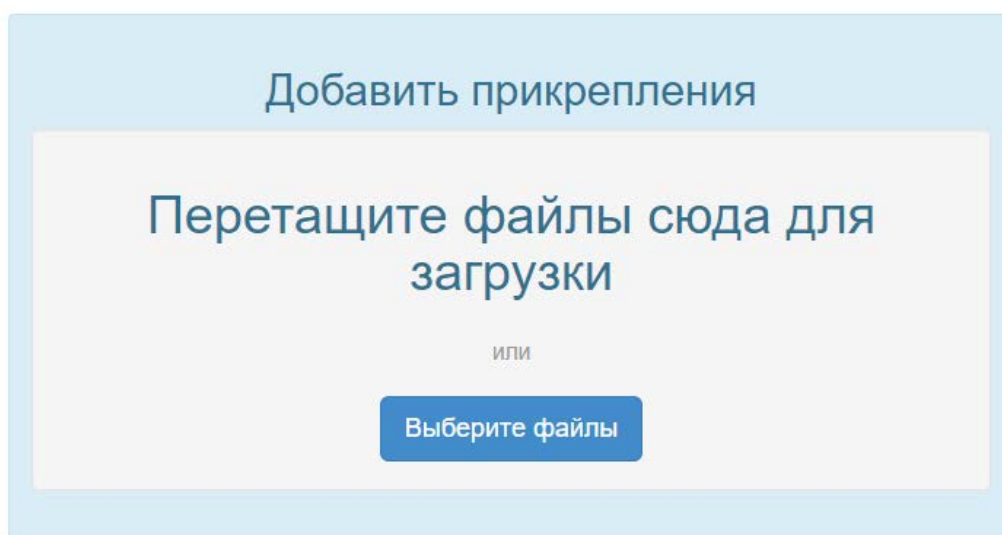 Добавить прикрепления
Перетащите файлы сюда для
загрузки
или
Выберите файлы